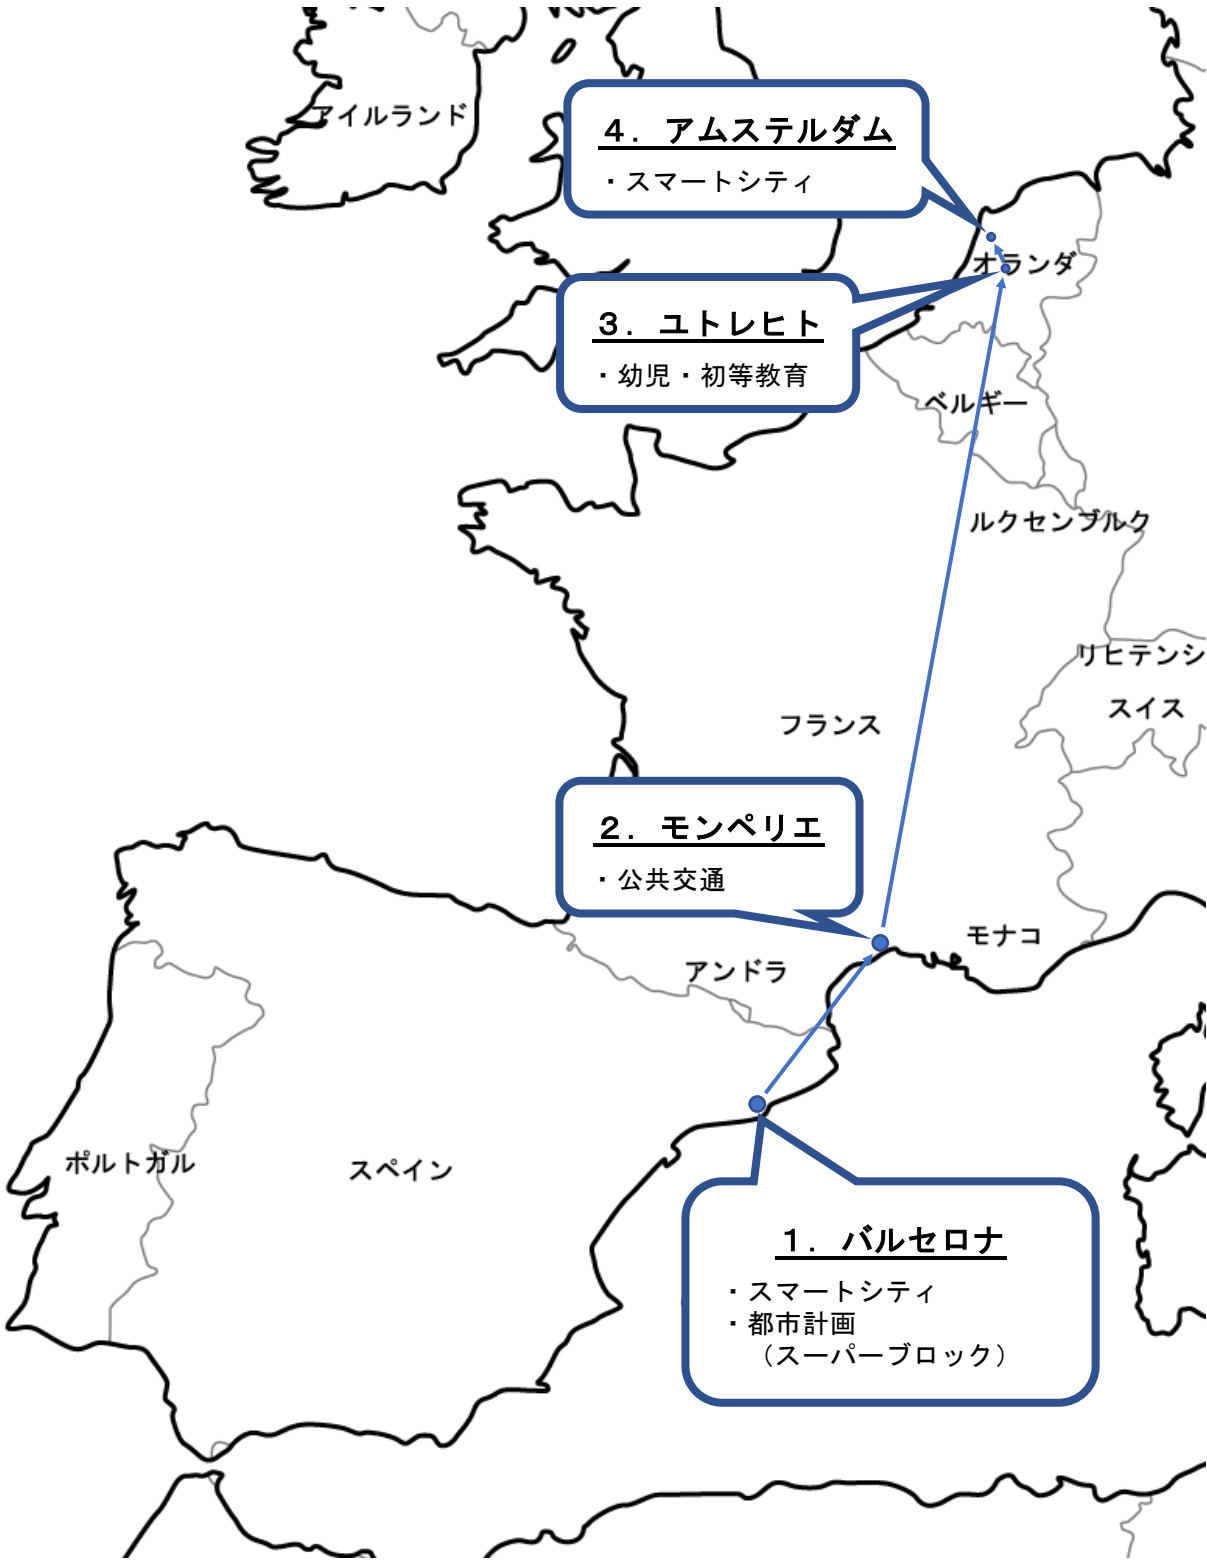 アイルランド
４．アムステルダム
・スマートシティ
オランダ
３．ユトレヒト
・幼児・初等教育
ベルギー
ルクセンブルク
リヒテンシ
スイス
フランス
２．モンペリエ
・公共交通
モナコ
アンドラ
ポルトガル
スペイン
１．バルセロナ
・スマートシティ
・都市計画
（スーパーブロック）